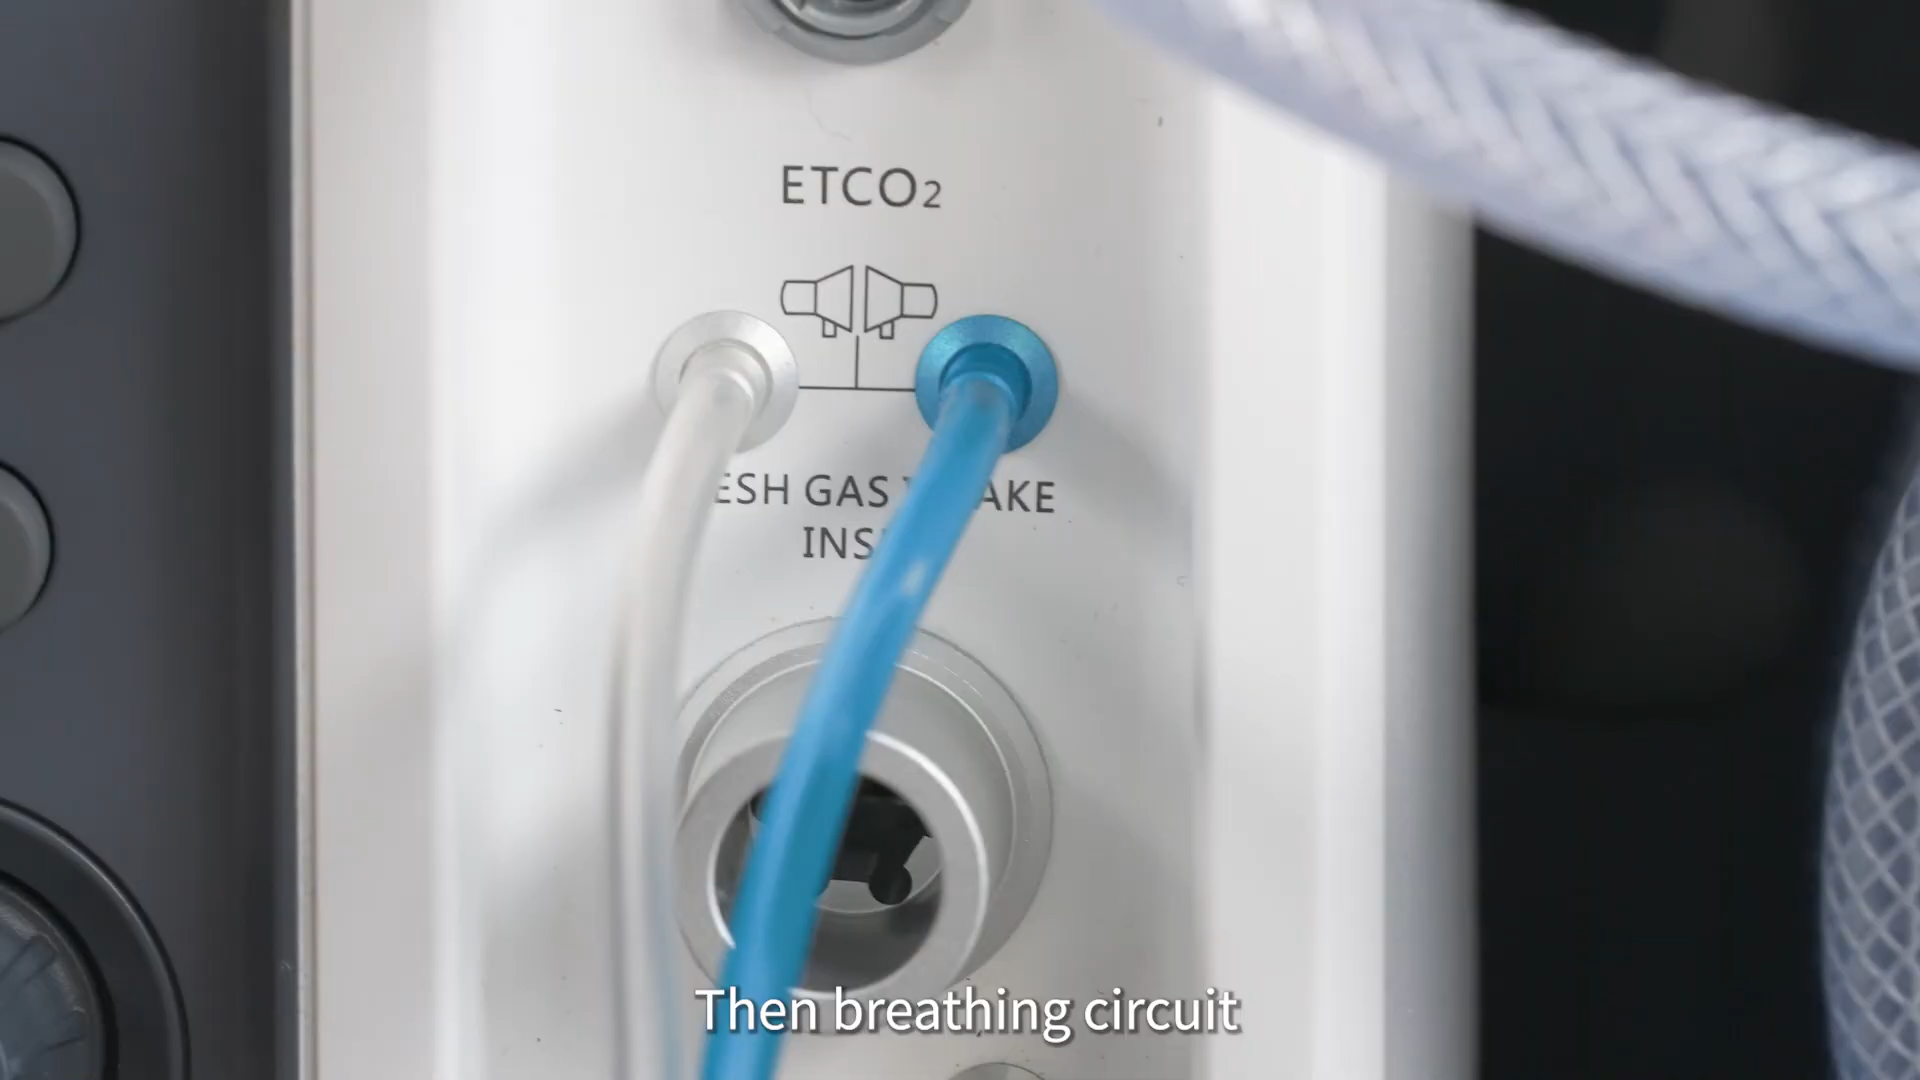 ETCO2
ESH GAS AKE
INS
Then breathing circuit